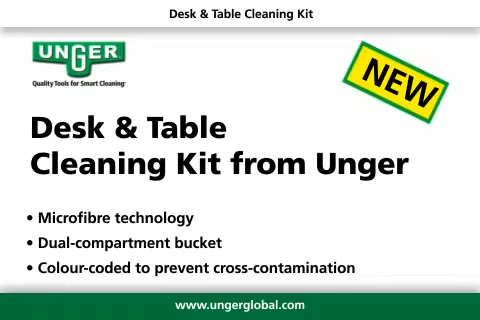 Desk & Table Cleaning Kit
UNGER
Quality Tools for Smart Cleaning
NEW
Desk & Table
Cleaning Kit from Unger
• Microfibre technology
• Dual-compartment bucket
• Colour-coded to prevent cross-contamination
www.ungerglobal.com